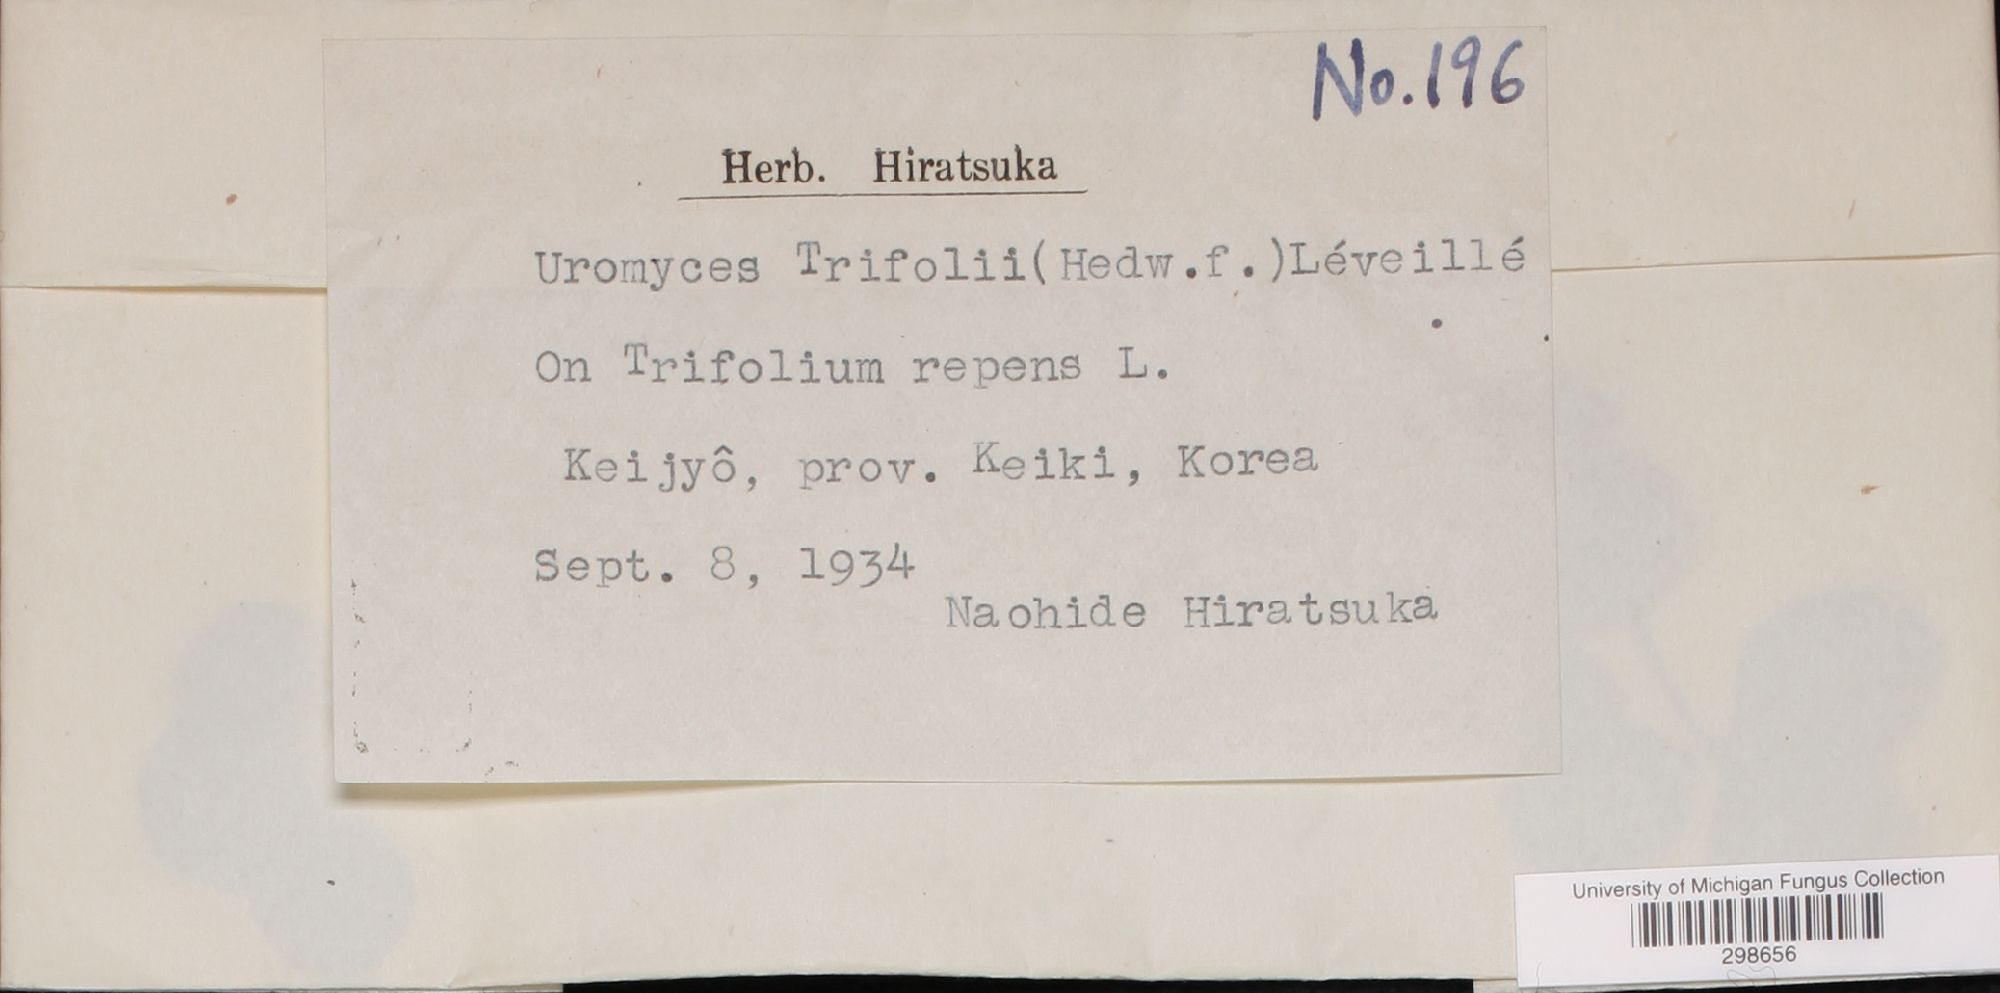 No. 196
Herb. Hiratsuka
Uromyces Trifolii(Hedw.f.)Léveillé
On Trifolium repens L.
Keijyô, prov. Keiki, Korea
Sept. 8, 1934
Naohide Hiratsuka
University of Michigan Fungus Collection
298656